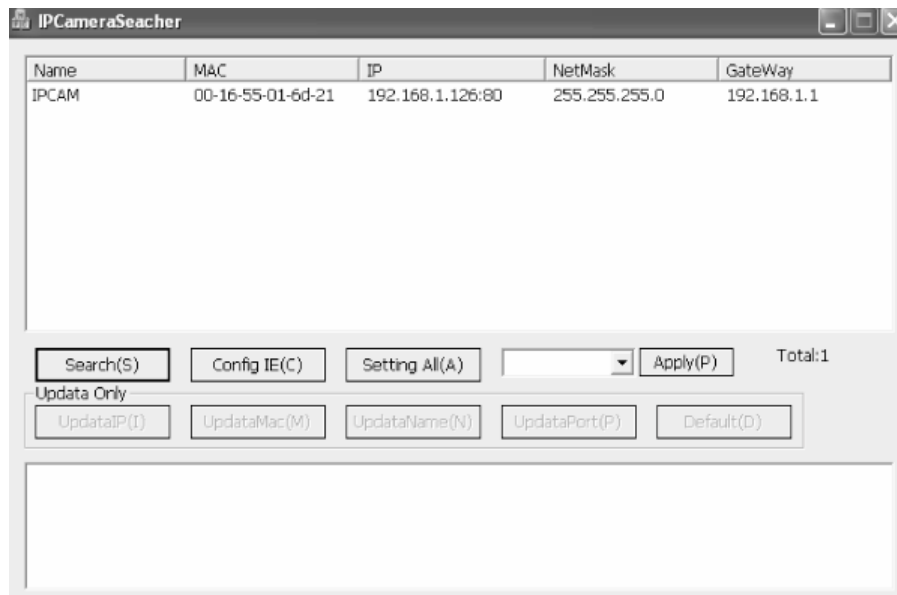 IPCameraSeacher
Name MAC IP NetMask GateWay
IPCAM 00-16-55-01-6d-21 192.168.1.126:80 255.255.255.0 192.168.1.1
Search(S) Config IE(C) Setting All(A) Apply(P) Total:1
Updata Only
UpdataIP(I) UpdataMac(M) UpdataName(N) UpdataPort(P) Default(D)